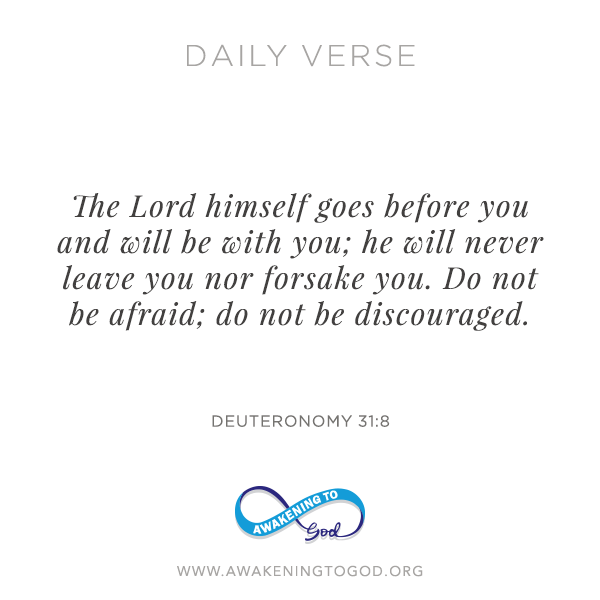 DAILY VERSE
The Lord himself goes before you
and will be with you; he will never
leave you nor forsake you. Do not
be afraid; do not be discouraged.
DEUTERONOMY 31:8
AWAKENING TO
God
WWW.AWAKENINGTOGOD.ORG